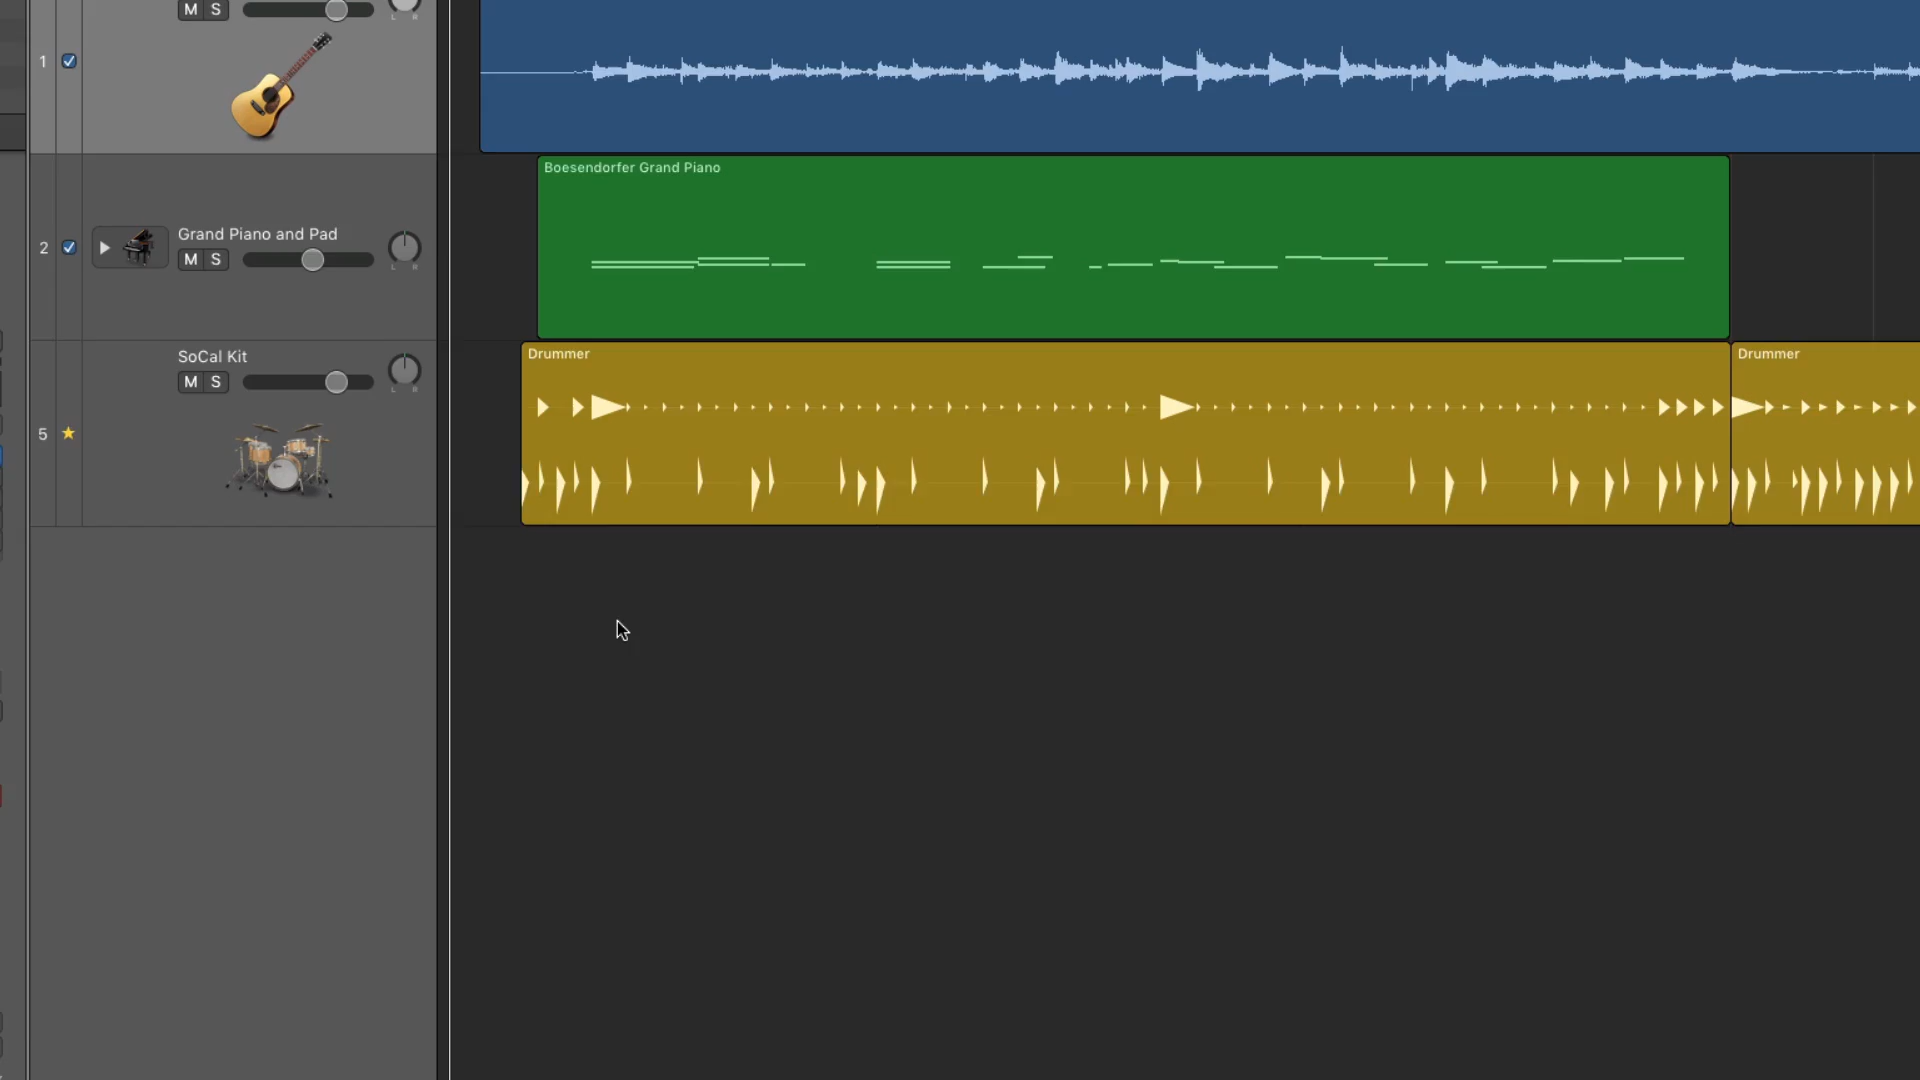 M S
L R
1
Boesendorfer Grand Piano
2
Grand Piano and Pad
M S
L R
SoCal Kit
M S
L R
5
Drummer
Drummer